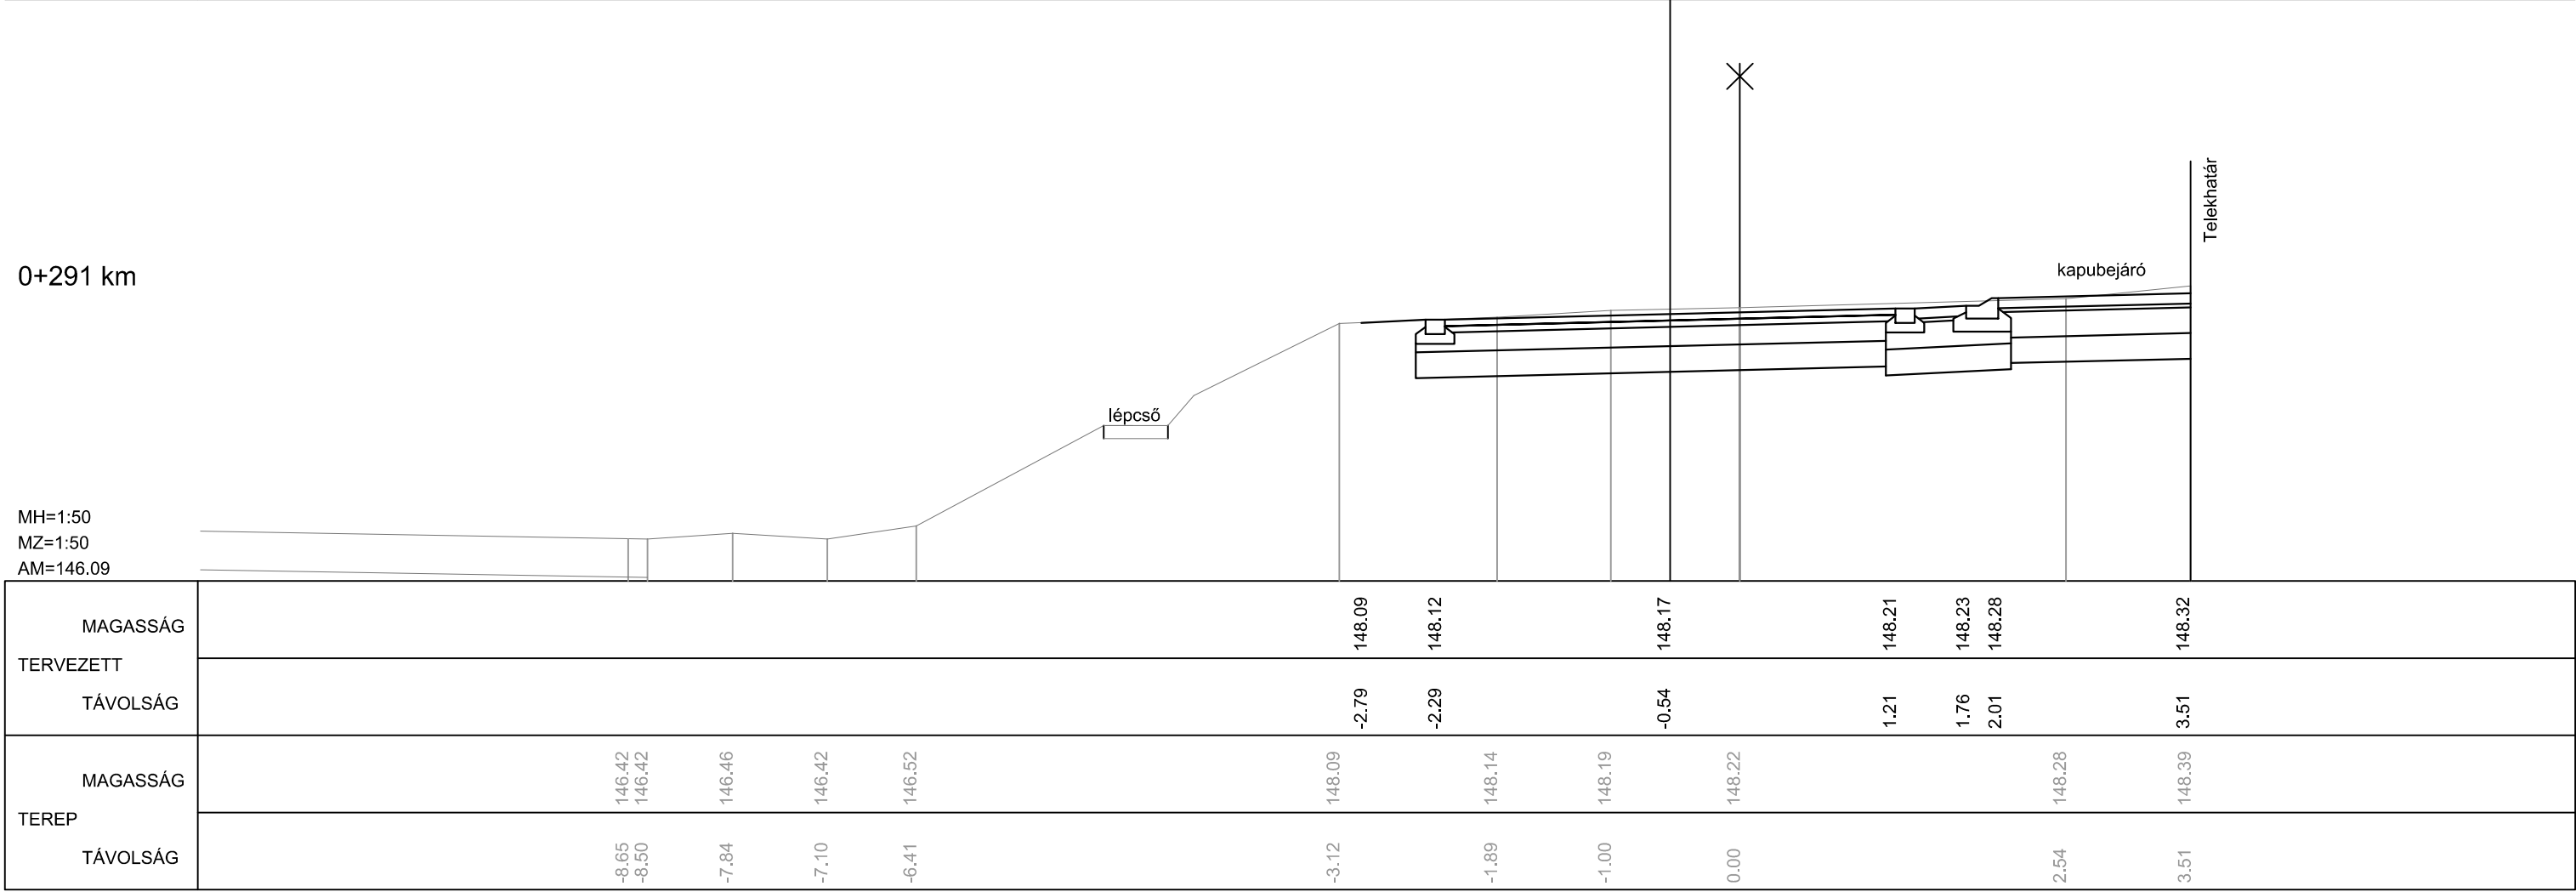 Telekhatár
kapubejáró
0+291 km
lépcső
MH=1:50
MZ=1:50
AM=146.09
TERVEZETT
MAGASSÁG
148.09 148.12 148.17 148.21 148.23 148.28 148.32
TÁVOLSÁG
-2.79 -2.29 -0.54 1.21 1.76 2.01 3.51
TEREP
MAGASSÁG
146.42 146.42 146.46 146.42 146.52 148.09 148.14 148.19 148.22 148.28 148.39
TÁVOLSÁG
-8.65 -8.50 -7.84 -7.10 -6.41 -3.12 -1.89 -1.00 0.00 2.54 3.51